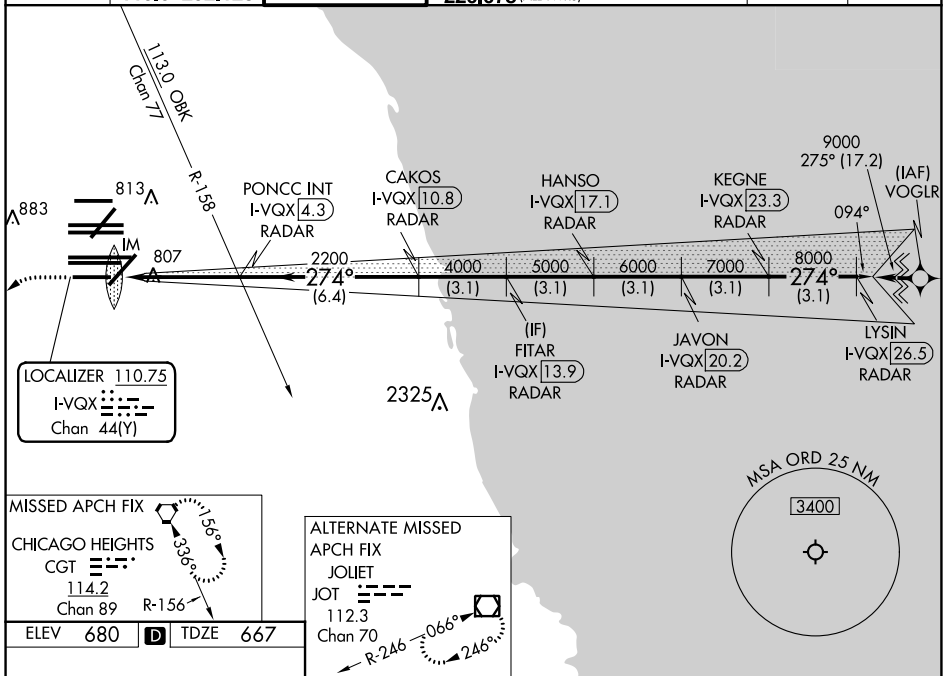 113.0 OBK
Chan 77
R-158
813
883
IM
807
PONCC INT
I-VQX 4.3
RADAR
CAKOS
I-VQX 10.8
RADAR
HANSO
I-VQX 17.1
RADAR
KEGNE
I-VQX 23.3
RADAR
9000
275° (17.2)
(IAF)
VOGLR
094°
2200
274°
(6.4)
4000
(3.1)
5000
(3.1)
6000
(3.1)
7000
(3.1)
8000
274°
(3.1)
(IF)
FITAR
I-VQX 13.9
RADAR
JAVON
I-VQX 20.2
RADAR
LYSIN
I-VQX 26.5
RADAR
LOCALIZER 110.75
I-VQX
Chan 44(Y)
2325
MSA ORD 25 NM
3400
MISSED APCH FIX
CHICAGO HEIGHTS
CGT
114.2
Chan 89
156°
336°
R-156
ALTERNATE MISSED
APCH FIX
JOLIET
JOT
112.3
Chan 70
R-246
066°
246°
ELEV 680 D TDZE 667